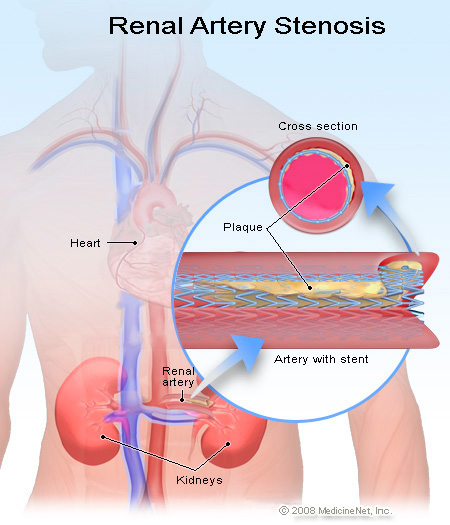 Renal Artery Stenosis
Cross section
Plaque
Heart
Artery with stent
Renal
artery
Kidneys
© 2008 MedicineNet, Inc.